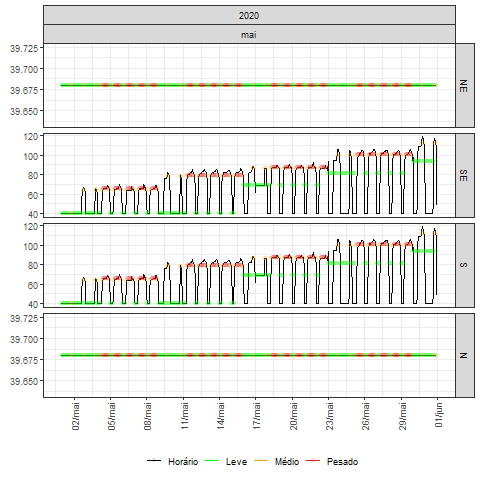 2020
mai
39.725
39.700
39.675
39.650
NE
120
100
80
60
40
SE
120
100
80
60
40
S
39.725
39.700
39.675
39.650
N
02/mai
05/mai
08/mai
11/mai
14/mai
17/mai
20/mai
23/mai
26/mai
29/mai
01/jun
Horário Leve Médio Pesado